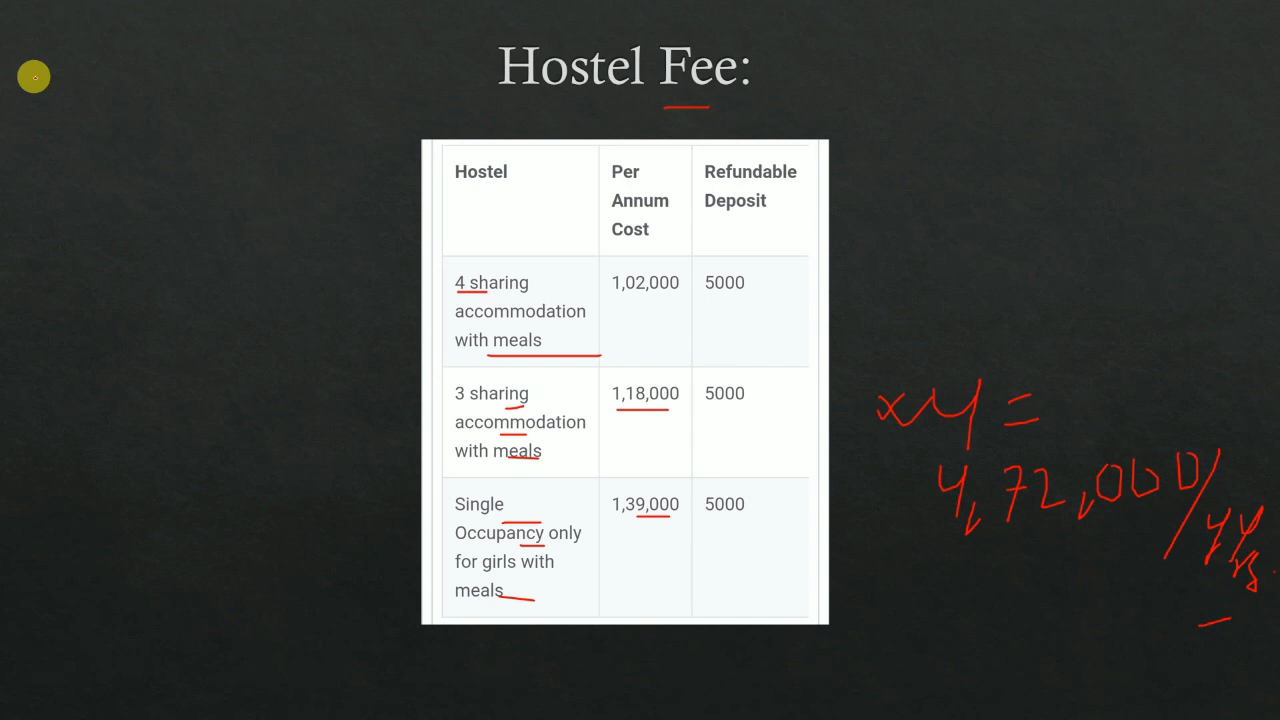 Hostel Fee:
Hostel
Per
Annum
Cost
Refundable
Deposit
4 sharing
accommodation
with meals
1,02,000
5000
3 sharing
accommodation
with meals
1,18,000
5000
Single
Occupancy only
for girls with
meals
1,39,000
5000
x4 =
4,72,000/
4yrs